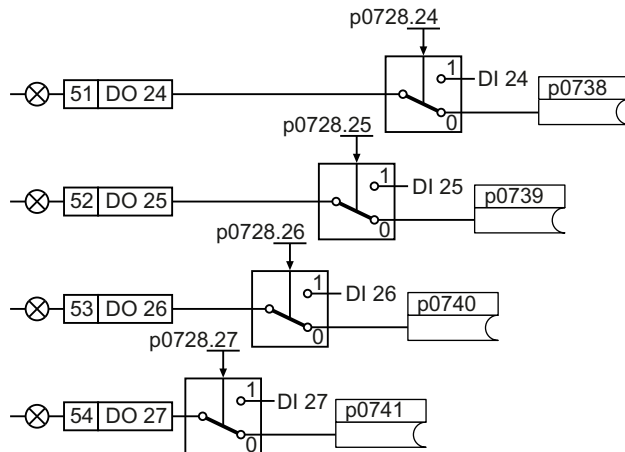 p0728.24
1
DI 24
51 DO 24
p0738
0
p0728.25
1
DI 25
52 DO 25
p0739
0
p0728.26
1
DI 26
53 DO 26
p0740
0
p0728.27
1
DI 27
54 DO 27
p0741
0